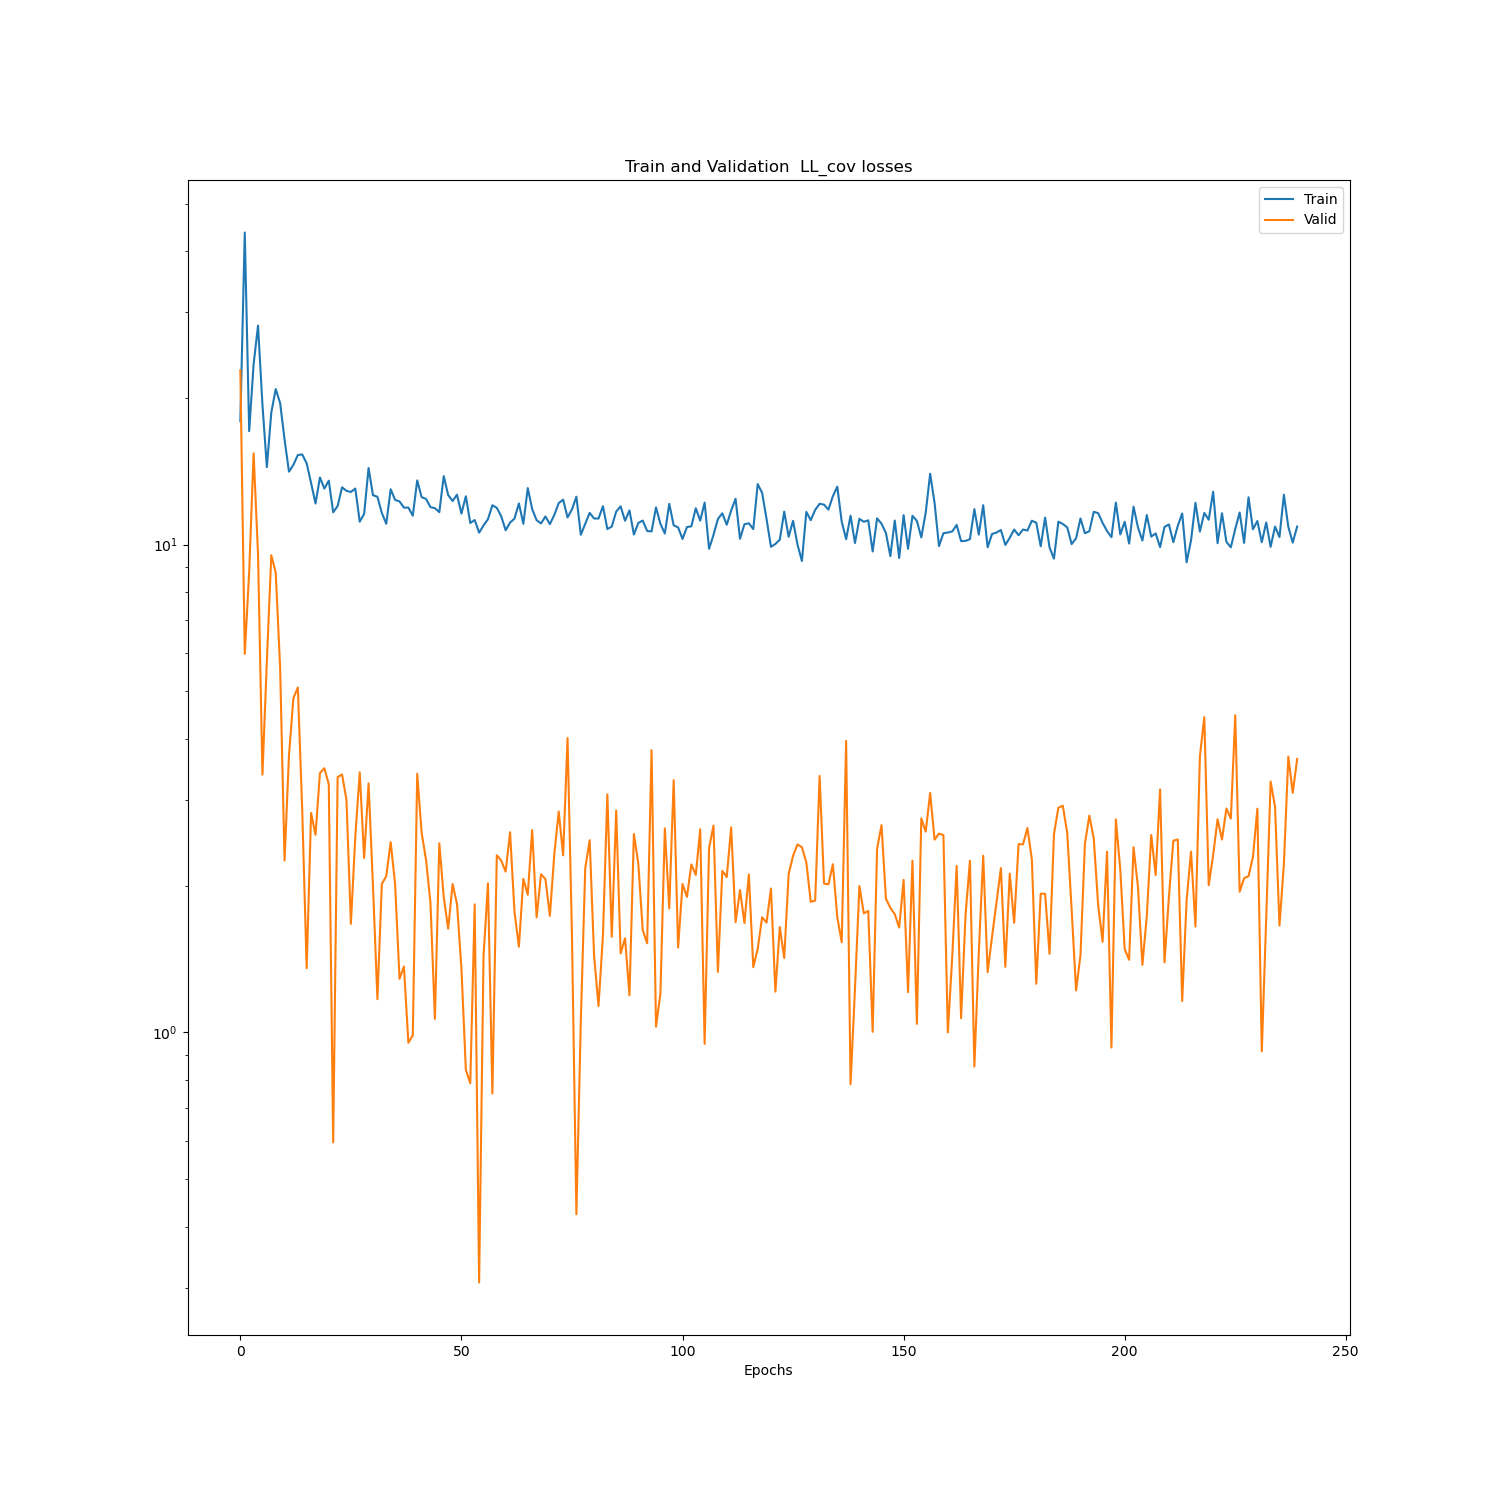 Train and Validation  LL_cov losses
Train
Valid
10¹
10⁰
0 50 100 150 200 250
Epochs